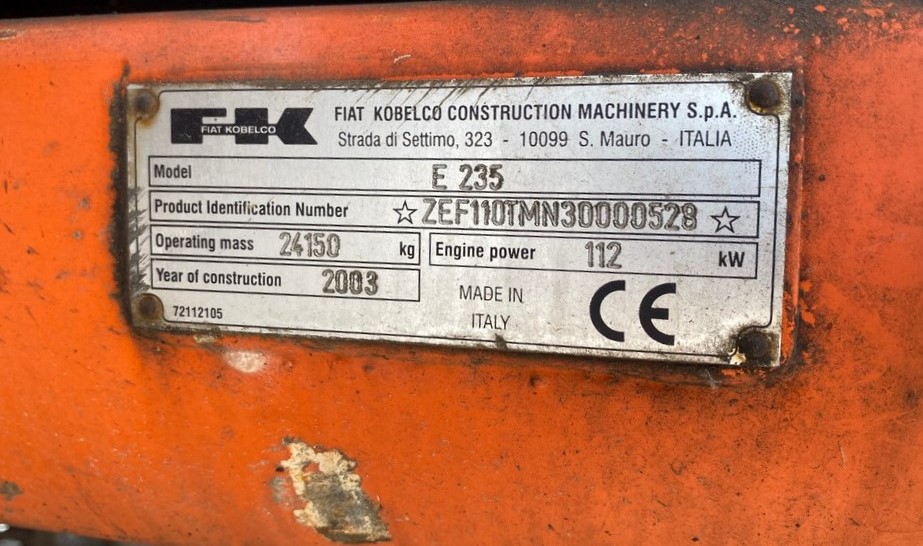 FK
FIAT KOBELCO
FIAT KOBELCO CONSTRUCTION MACHINERY S.p.A.
Strada di Settimo, 323 - 10099 S. Mauro - ITALIA
Model E 235
Product Identification Number ☆ ZEF110TMN30000528 ☆
Operating mass 24150 kg Engine power 112 kW
Year of construction 2003
MADE IN
ITALY
CE
72112105